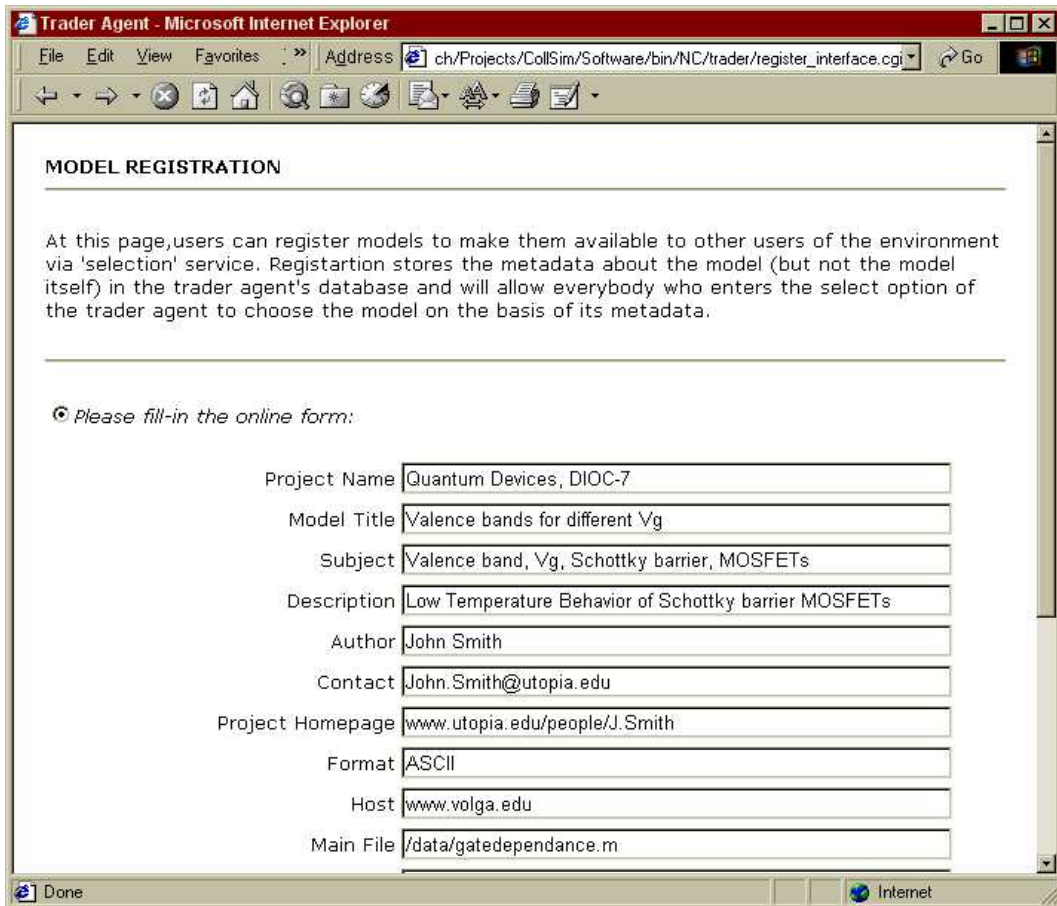 Trader Agent - Microsoft Internet Explorer
File Edit View Favorites » Address ch/Projects/CollSim/Software/bin/NC/trader/register_interface.cgi Go
MODEL REGISTRATION
At this page,users can register models to make them available to other users of the environment
via 'selection' service. Registartion stores the metadata about the model (but not the model
itself) in the trader agent's database and will allow everybody who enters the select option of
the trader agent to choose the model on the basis of its metadata.
Please fill-in the online form:
Project Name Quantum Devices, DIOC-7
Model Title Valence bands for different Vg
Subject Valence band, Vg, Schottky barrier, MOSFETs
Description Low Temperature Behavior of Schottky barrier MOSFETs
Author John Smith
Contact John.Smith@utopia.edu
Project Homepage www.utopia.edu/people/J.Smith
Format ASCII
Host www.volga.edu
Main File /data/gatedependance.m
Done Internet